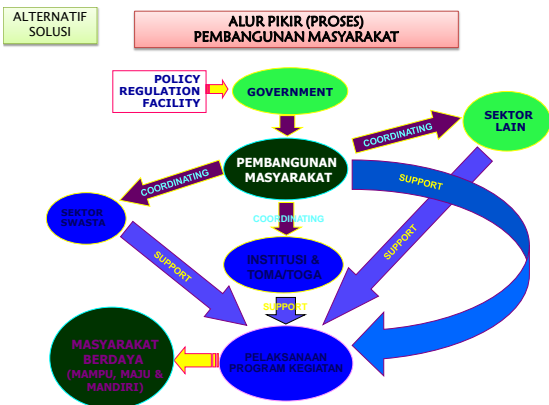 ALTERNATIF
SOLUSI
ALUR PIKIR (PROSES)
PEMBANGUNAN MASYARAKAT
POLICY
REGULATION
FACILITY
GOVERNMENT
SEKTOR
LAIN
COORDINATING
PEMBANGUNAN
MASYARAKAT
COORDINATING
SUPPORT
SEKTOR
SWASTA
COORDINATING
SUPPORT
INSTITUSI &
TOMA/TOGA
SUPPORT
SUPPORT
MASYARAKAT
BERDAYA
(MAMPU, MAJU &
MANDIRI)
PELAKSANAAN
PROGRAM KEGIATAN